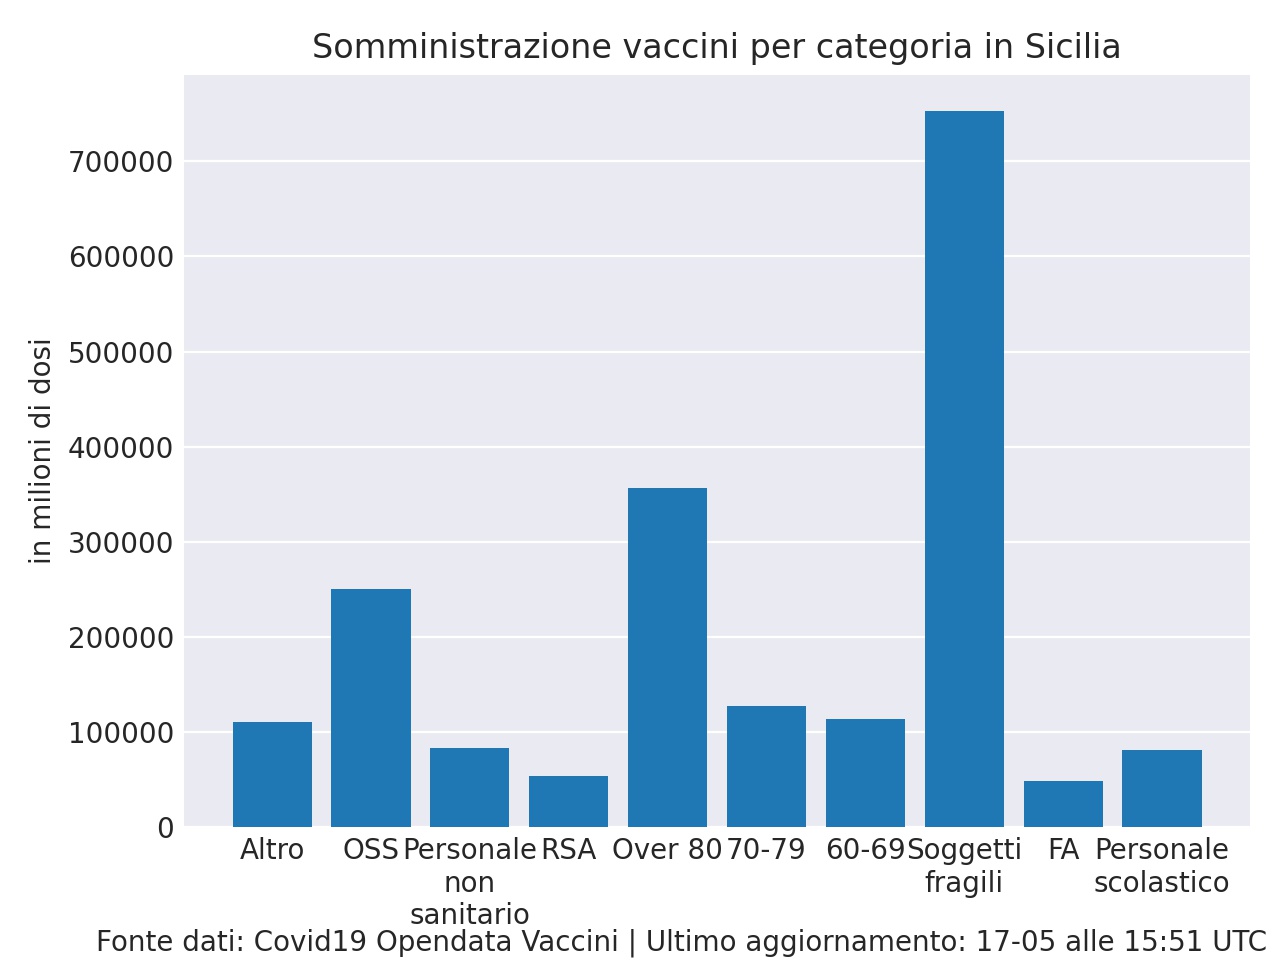 Somministrazione vaccini per categoria in Sicilia
in milioni di dosi
700000
600000
500000
400000
300000
200000
100000
0
Altro
OSS
Personale
non
sanitario
RSA
Over 80
70-79
60-69
Soggetti
fragili
FA
Personale
scolastico
Fonte dati: Covid19 Opendata Vaccini | Ultimo aggiornamento: 17-05 alle 15:51 UTC